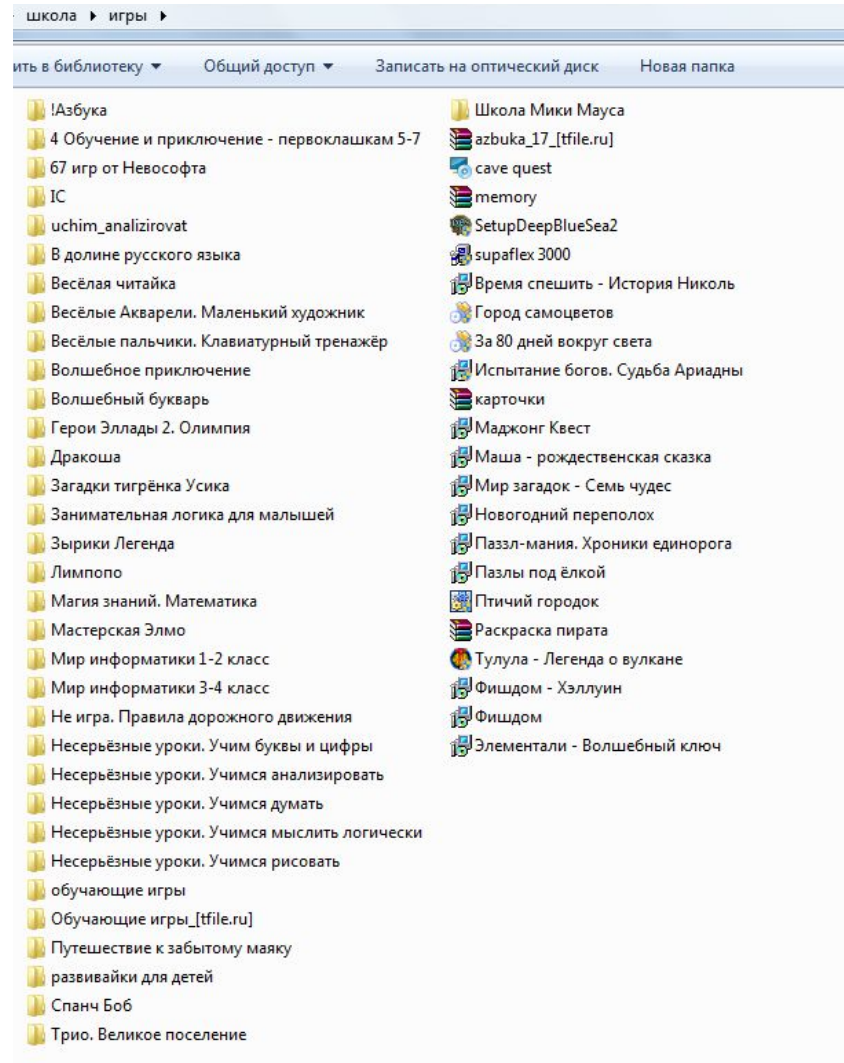 школа ▸ игры ▸
ить в библиотеку ▼ Общий доступ ▼ Записать на оптический диск Новая папка
!Азбука
4 Обучение и приключение - первоклашкам 5-7
67 игр от Невософта
IC
uchim_analizirovat
В долине русского языка
Весёлая читайка
Весёлые Акварели. Маленький художник
Весёлые пальчики. Клавиатурный тренажёр
Волшебное приключение
Волшебный букварь
Герои Эллады 2. Олимпия
Дракоша
Загадки тигрёнка Усика
Занимательная логика для малышей
Зырики Легенда
Лимпопо
Магия знаний. Математика
Мастерская Элмо
Мир информатики 1-2 класс
Мир информатики 3-4 класс
Не игра. Правила дорожного движения
Несерьёзные уроки. Учим буквы и цифры
Несерьёзные уроки. Учимся анализировать
Несерьёзные уроки. Учимся думать
Несерьёзные уроки. Учимся мыслить логически
Несерьёзные уроки. Учимся рисовать
обучающие игры
Обучающие игры_[tfile.ru]
Путешествие к забытому маяку
развивайки для детей
Спанч Боб
Трио. Великое поселение
Школа Мики Мауса
azbuka_17_[tfile.ru]
cave quest
memory
SetupDeepBlueSea2
supaflex 3000
Время спешить - История Николь
Город самоцветов
За 80 дней вокруг света
Испытание богов. Судьба Ариадны
карточки
Маджонг Квест
Маша - рождественская сказка
Мир загадок - Семь чудес
Новогодний переполох
Паззл-мания. Хроники единорога
Пазлы под ёлкой
Птичий городок
Раскраска пирата
Тулула - Легенда о вулкане
Фишдом - Хэллуин
Фишдом
Элементали - Волшебный ключ